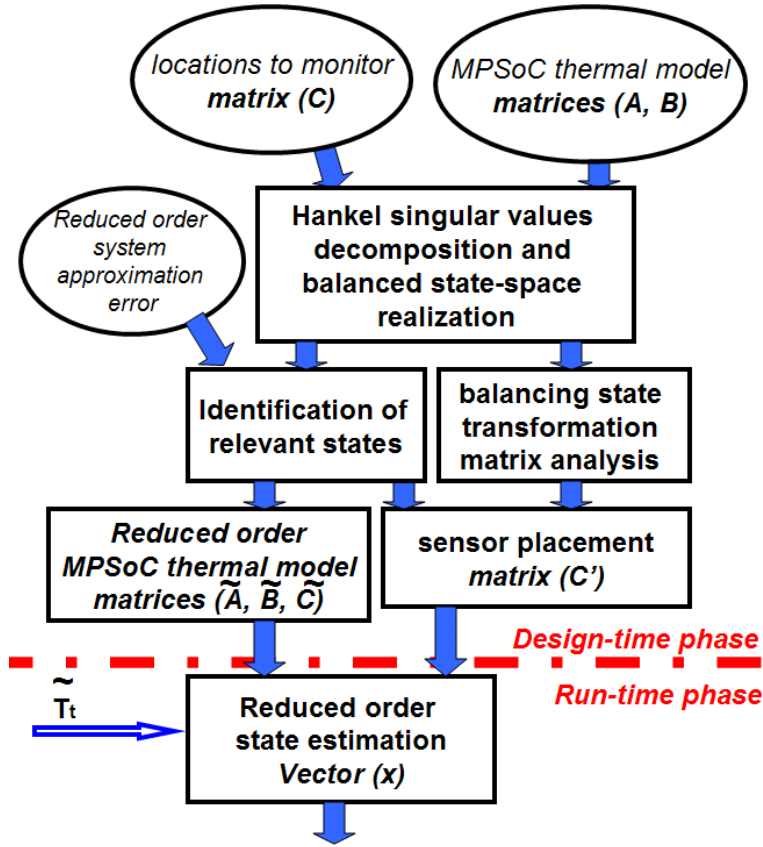 locations to monitor
matrix (C)
MPSoC thermal model
matrices (A, B)
Reduced order
system
approximation
error
Hankel singular values
decomposition and
balanced state-space
realization
Identification of
relevant states
balancing state
transformation
matrix analysis
Reduced order
MPSoC thermal model
matrices (Ã, B̃, C̃)
sensor placement
matrix (C’)
Design-time phase
Run-time phase
T̃t
Reduced order
state estimation
Vector (x)